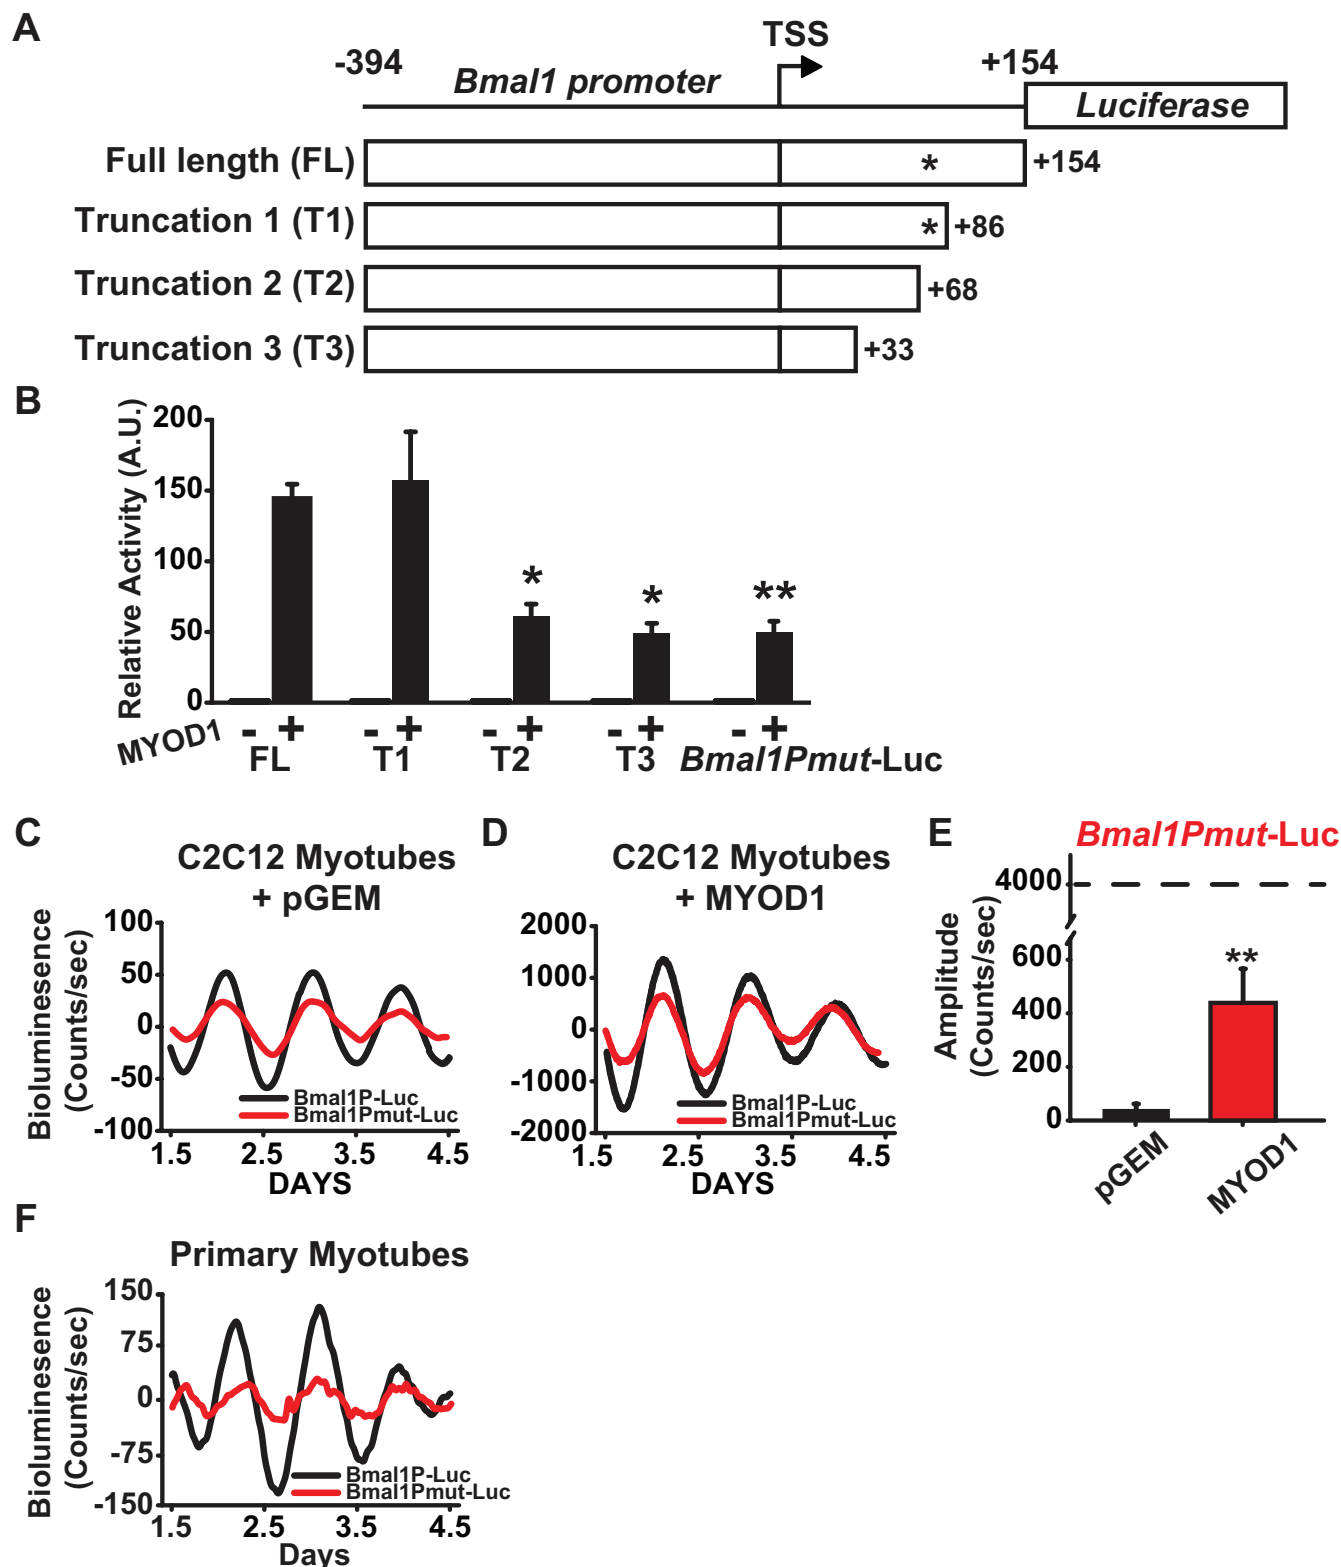 A
TSS
-394
+154
Bmal1 promoter
Luciferase
Full length (FL)
*
+154
Truncation 1 (T1)
*
+86
Truncation 2 (T2)
+68
Truncation 3 (T3)
+33
B
Relative Activity (A.U.)
200
150
100
50
0
*
*
**
MYOD1
- + - + - + - + - +
FL T1 T2 T3 Bmal1Pmut-Luc
C
C2C12 Myotubes
+ pGEM
Bioluminesence
(Counts/sec)
100
50
0
-50
-100
Bmal1P-Luc
Bmal1Pmut-Luc
1.5 2.5 3.5 4.5
DAYS
D
C2C12 Myotubes
+ MYOD1
2000
1000
0
-1000
-2000
Bmal1P-Luc
Bmal1Pmut-Luc
1.5 2.5 3.5 4.5
DAYS
E
Bmal1Pmut-Luc
Amplitude
(Counts/sec)
4000
600
400
200
0
**
pGEM
MYOD1
F
Primary Myotubes
Bioluminesence
(Counts/sec)
150
75
0
-75
-150
Bmal1P-Luc
Bmal1Pmut-Luc
1.5 2.5 3.5 4.5
Days